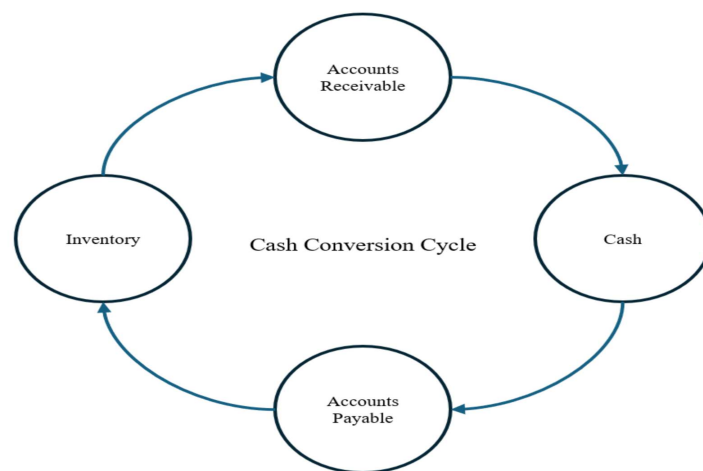 Accounts
Receivable
Inventory
Cash Conversion Cycle
Cash
Accounts
Payable